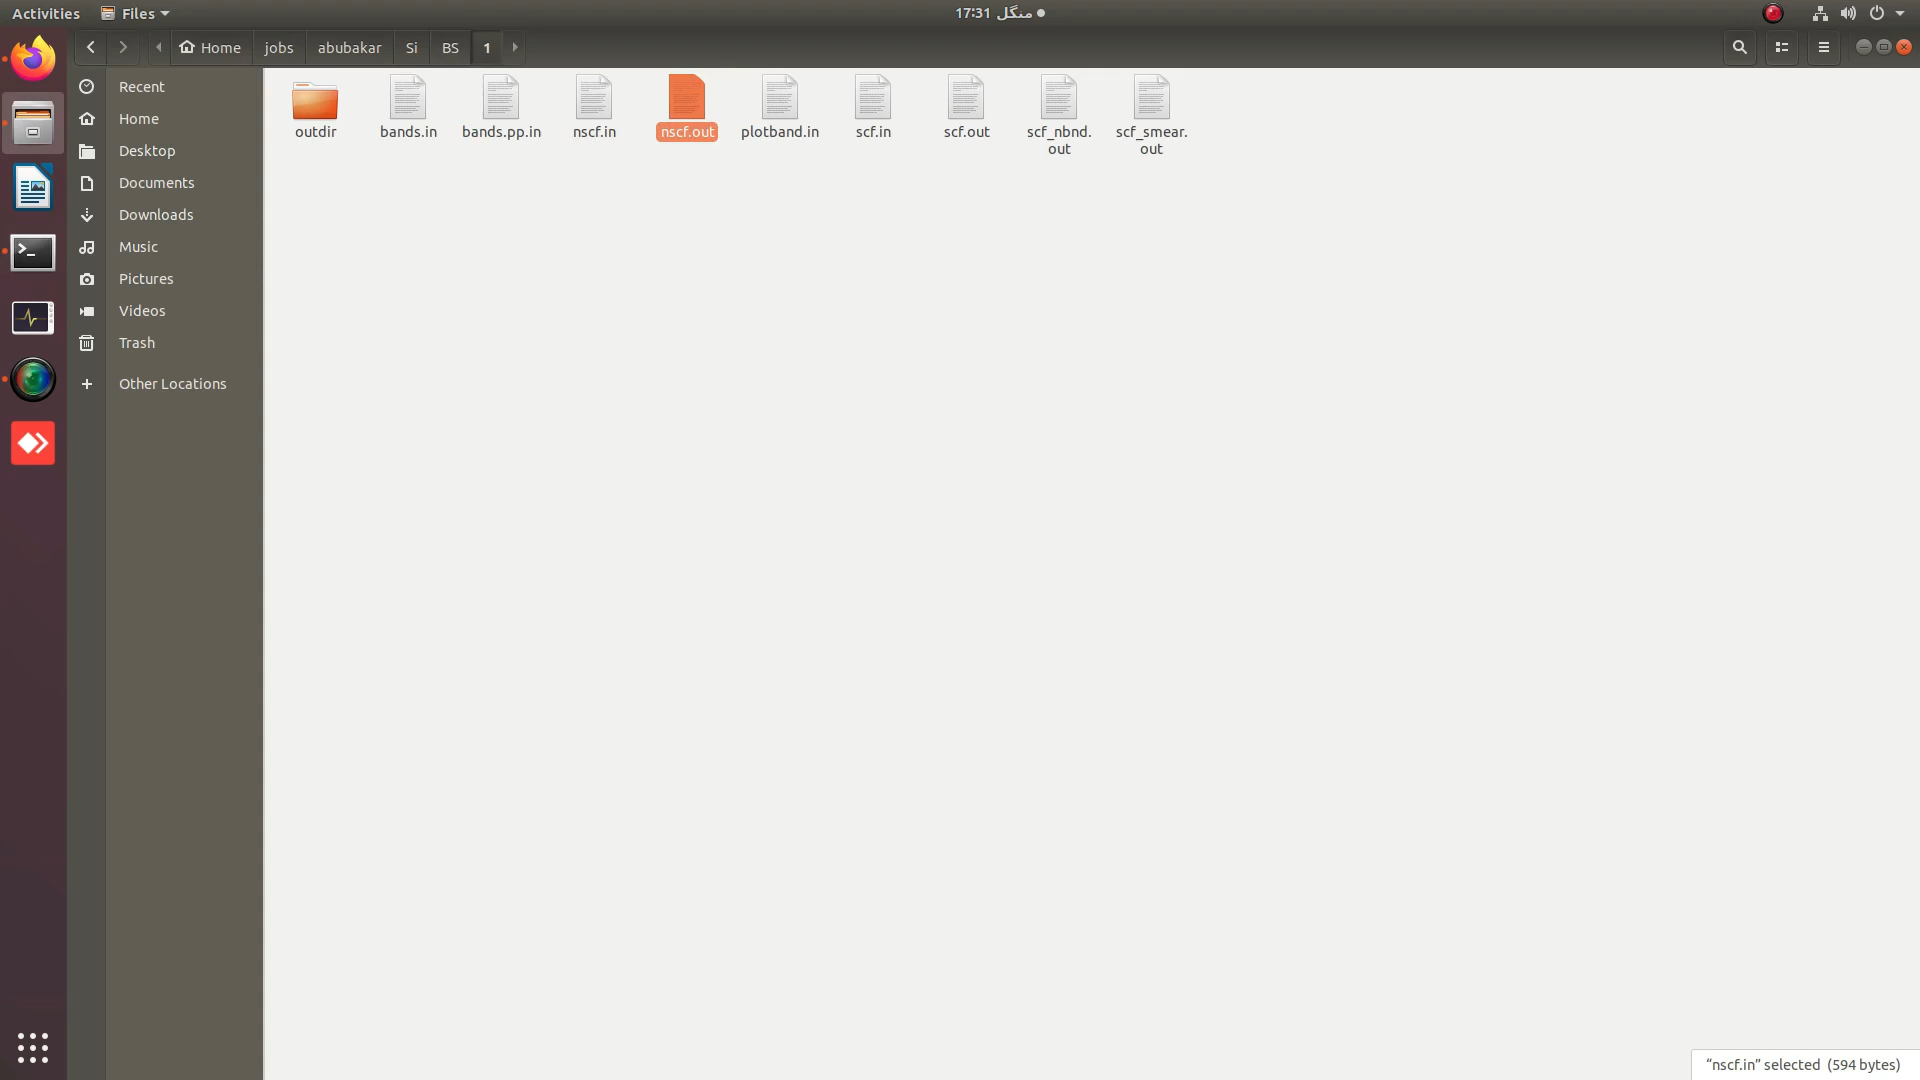 Activities Files منگل 17:31
Home jobs abubakar Si BS 1
Recent
Home
Desktop
Documents
Downloads
Music
Pictures
Videos
Trash
Other Locations
outdir bands.in bands.pp.in nscf.in nscf.out plotband.in scf.in scf.out scf_nbnd. scf_smear.
out out
“nscf.in” selected (594 bytes)